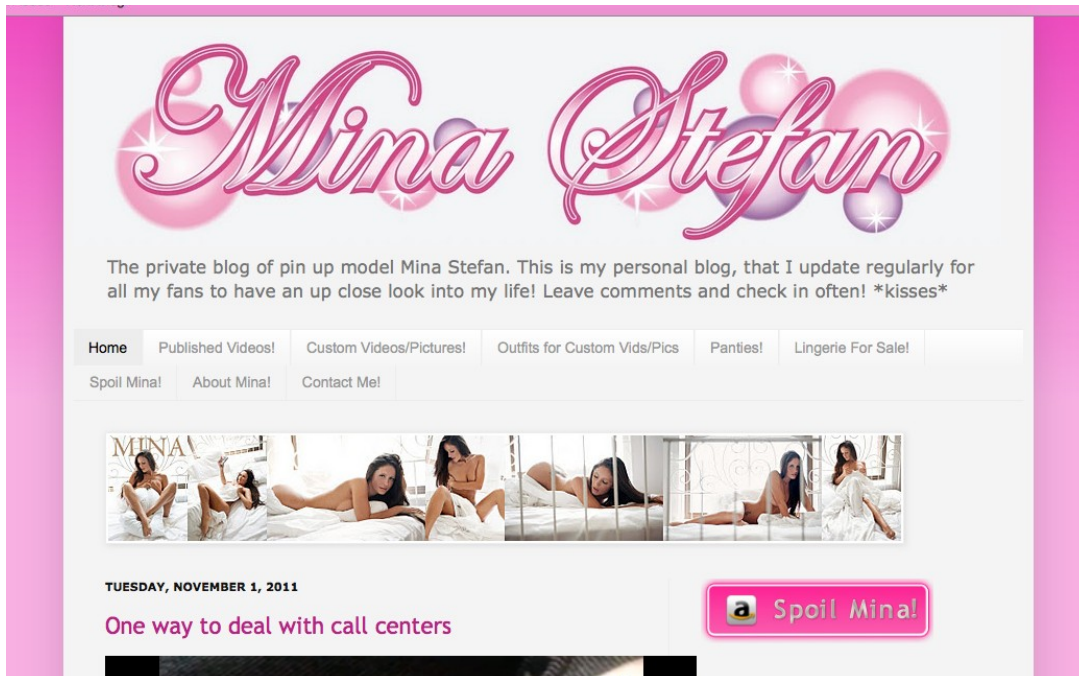 Mina Stefan
The private blog of pin up model Mina Stefan. This is my personal blog, that I update regularly for
all my fans to have an up close look into my life! Leave comments and check in often! *kisses*
Home Published Videos! Custom Videos/Pictures! Outfits for Custom Vids/Pics Panties! Lingerie For Sale!
Spoil Mina! About Mina! Contact Me!
MINA
TUESDAY, NOVEMBER 1, 2011
a Spoil Mina!
One way to deal with call centers